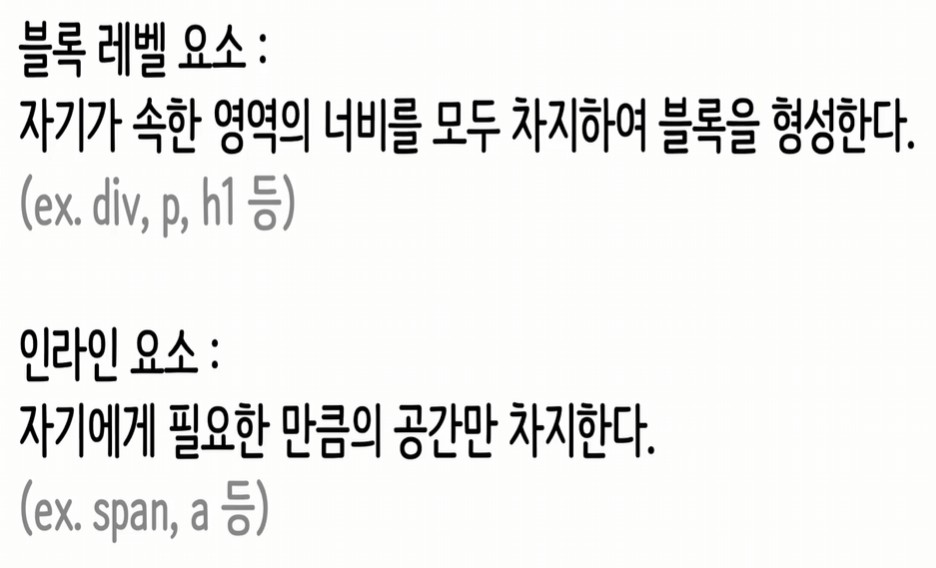 블록 레벨 요소 :
자기가 속한 영역의 너비를 모두 차지하여 블록을 형성한다.
(ex. div, p, h1 등)
인라인 요소 :
자기에게 필요한 만큼의 공간만 차지한다.
(ex. span, a 등)